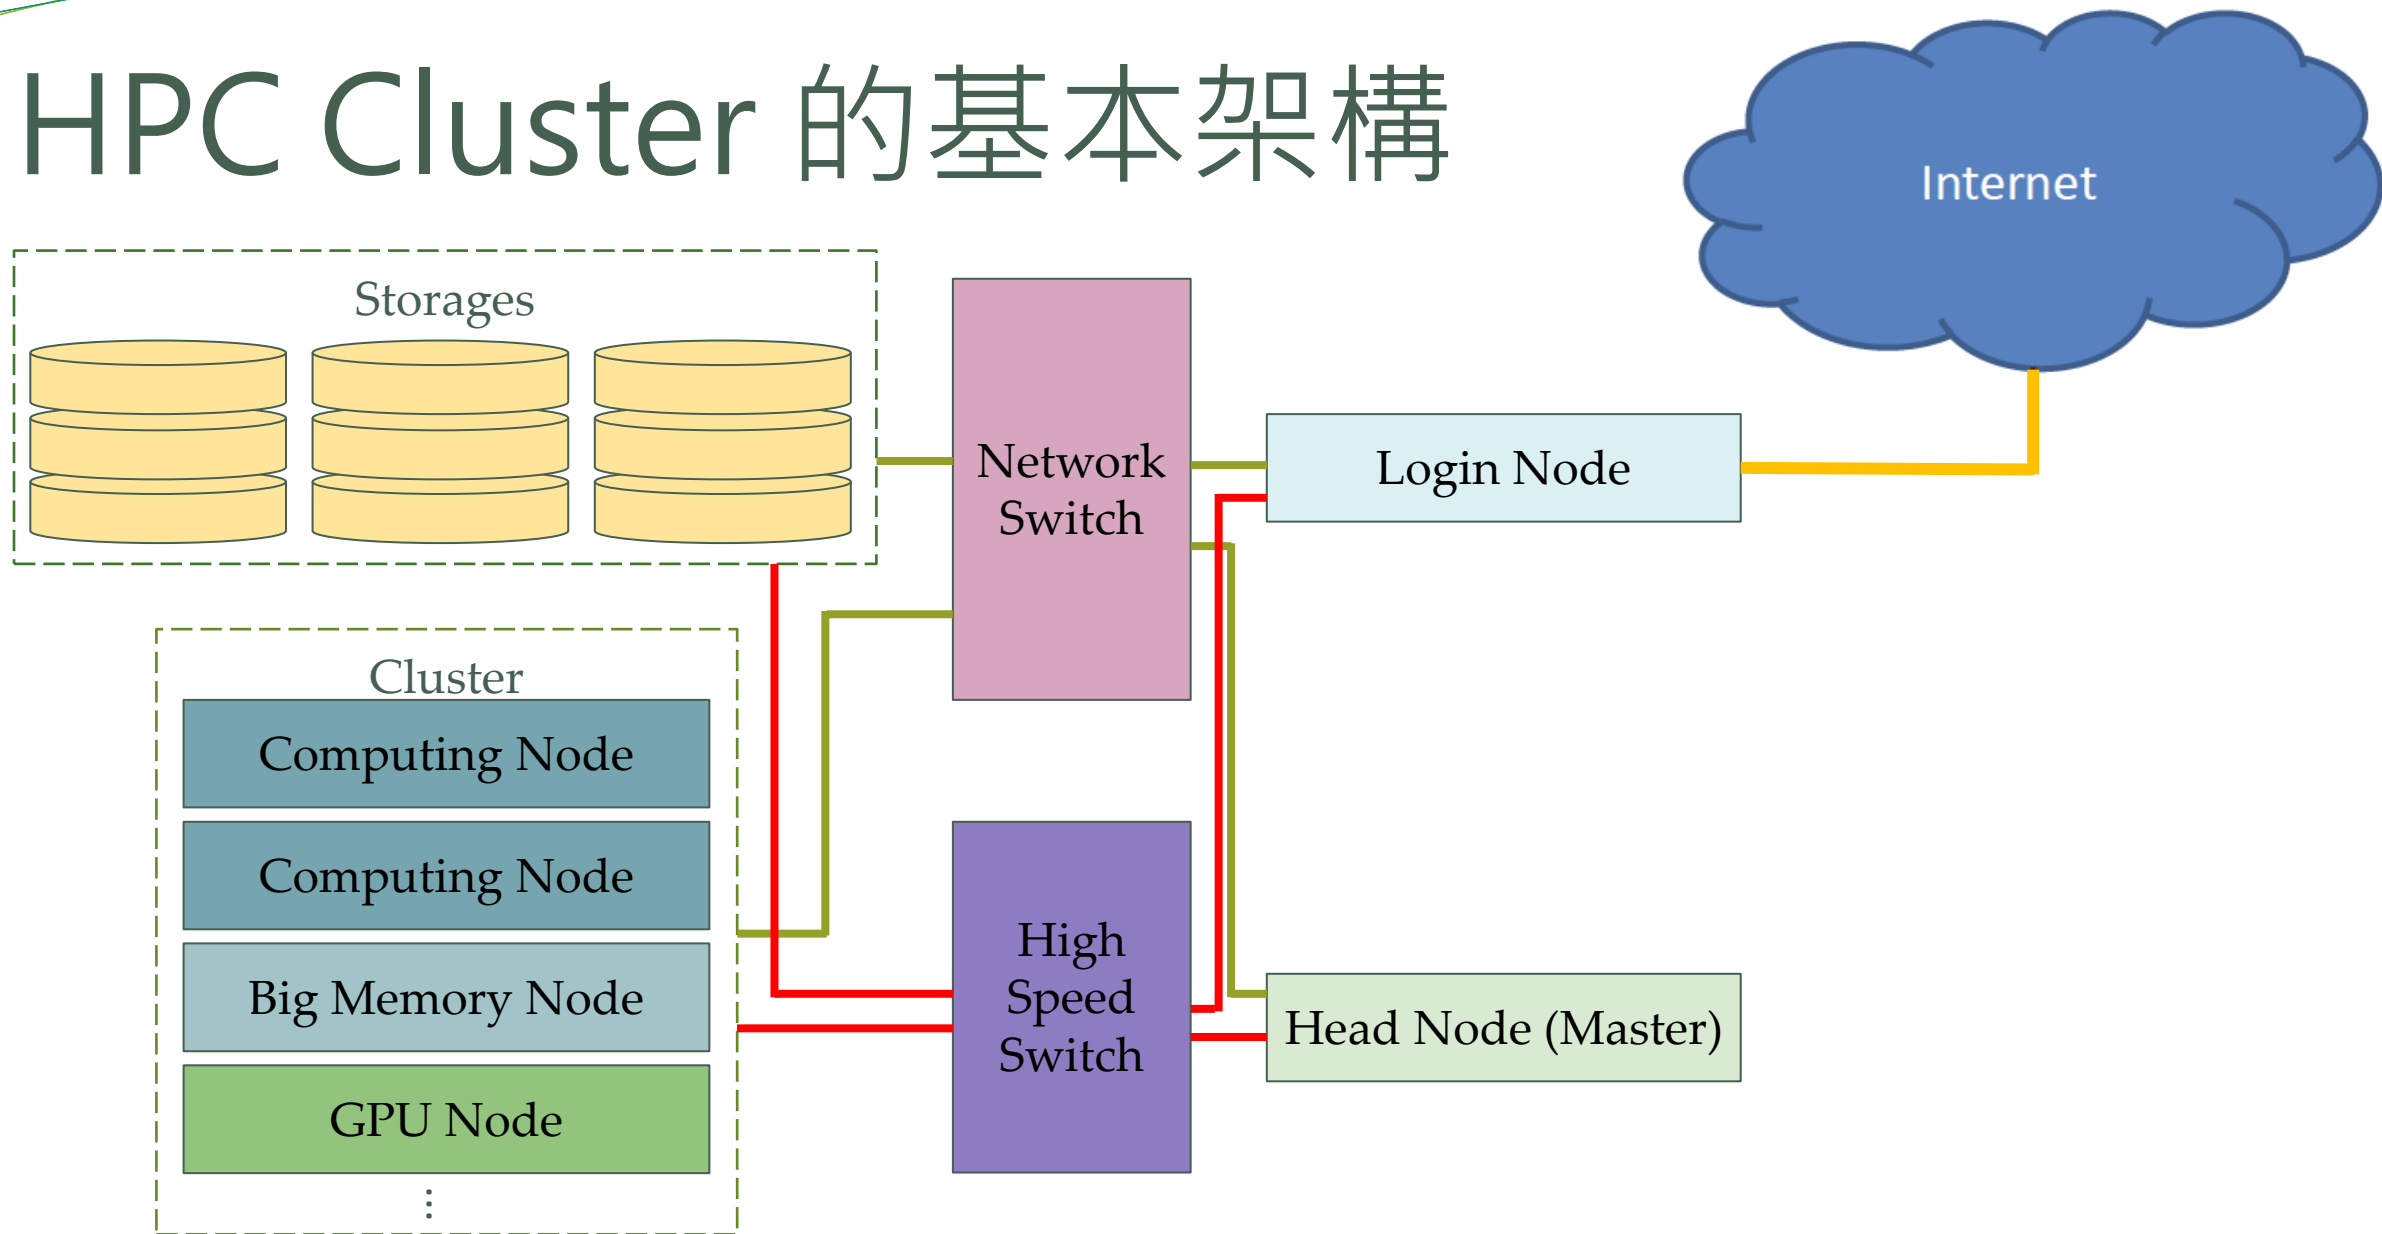 HPC Cluster 的基本架構
Internet
Storages
Network
Switch
Login Node
Cluster
Computing Node
Computing Node
Big Memory Node
GPU Node
⋮
High
Speed
Switch
Head Node (Master)